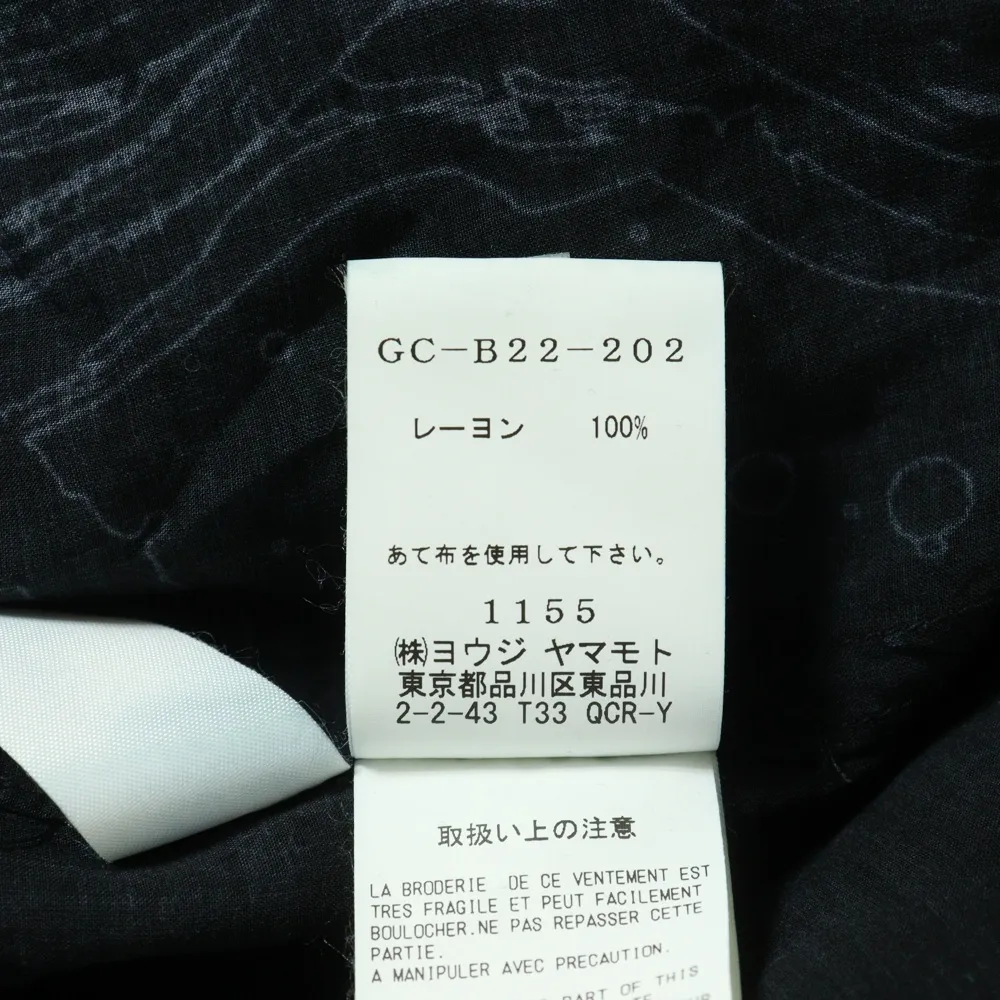 GC-B22-202
レーヨン 100%
あて布を使用して下さい。
1155
㈱ヨウジ ヤマモト
東京都品川区東品川
2-2-43 T33 QCR-Y
取扱い上の注意
LA BRODERIE DE CE VENTEMENT EST
TRES FRAGILE ET PEUT FACILEMENT
BOULOCHER.NE PAS REPASSER CETTE
PARTIE.
A MANIPULER AVEC PRECAUTION.
PART OF THIS